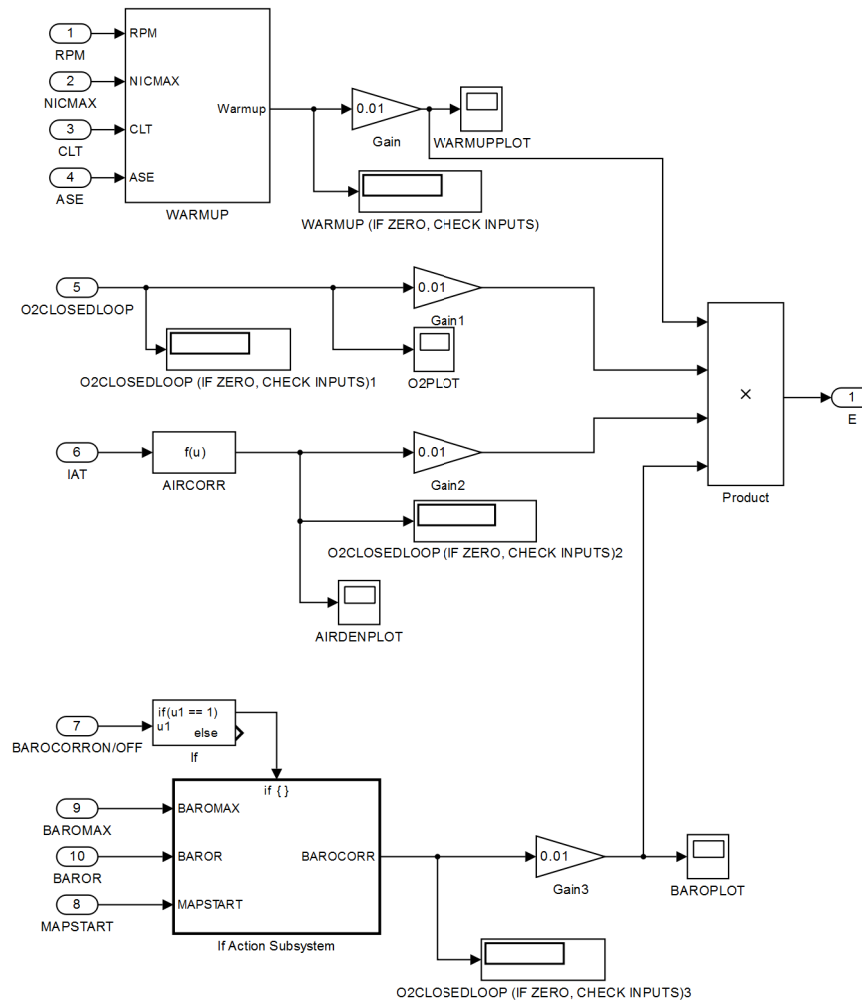 1
RPM
RPM
2
NICMAX
NICMAX
3
CLT
CLT
4
ASE
ASE
Warmup
WARMUP
0.01
Gain
WARMUPPLOT
WARMUP (IF ZERO, CHECK INPUTS)
5
O2CLOSEDLOOP
0.01
Gain1
O2CLOSEDLOOP (IF ZERO, CHECK INPUTS)1
O2PLOT
×
Product
1
E
6
IAT
f(u)
AIRCORR
0.01
Gain2
O2CLOSEDLOOP (IF ZERO, CHECK INPUTS)2
AIRDENPLOT
7
BAROCORRON/OFF
if(u1 == 1)
u1
else
If
if { }
9
BAROMAX
BAROMAX
10
BAROR
BAROR
8
MAPSTART
MAPSTART
BAROCORR
If Action Subsystem
0.01
Gain3
BAROPLOT
O2CLOSEDLOOP (IF ZERO, CHECK INPUTS)3